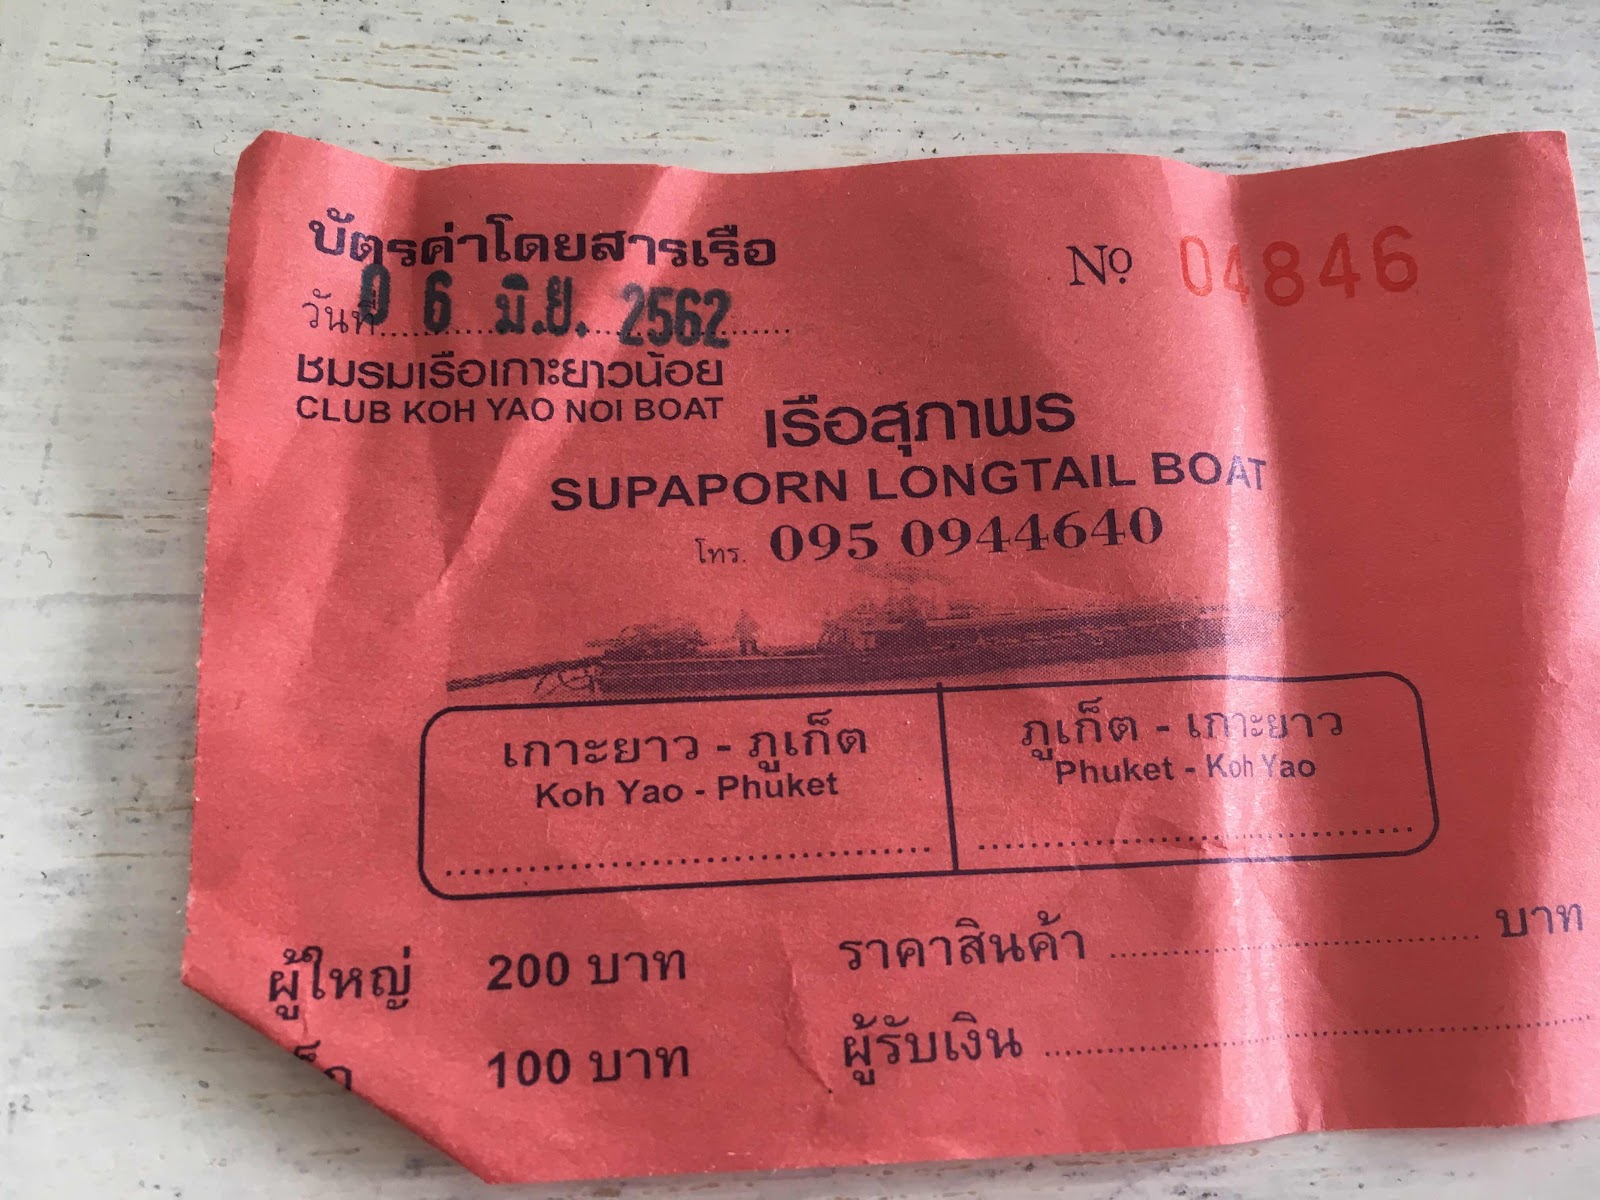 บัตรค่าโดยสารเรือ
№ 04846
วันที่ 06 มิ.ย. 2562
ชมรมเรือเกาะยาวน้อย
CLUB KOH YAO NOI BOAT
เรือสุภาพร
SUPAPORN LONGTAIL BOAT
โทร. 095 0944640
เกาะยาว - ภูเก็ต
Koh Yao - Phuket
ภูเก็ต - เกาะยาว
Phuket - Koh Yao
ผู้ใหญ่ 200 บาท
ราคาสินค้า บาท
100 บาท
ผู้รับเงิน